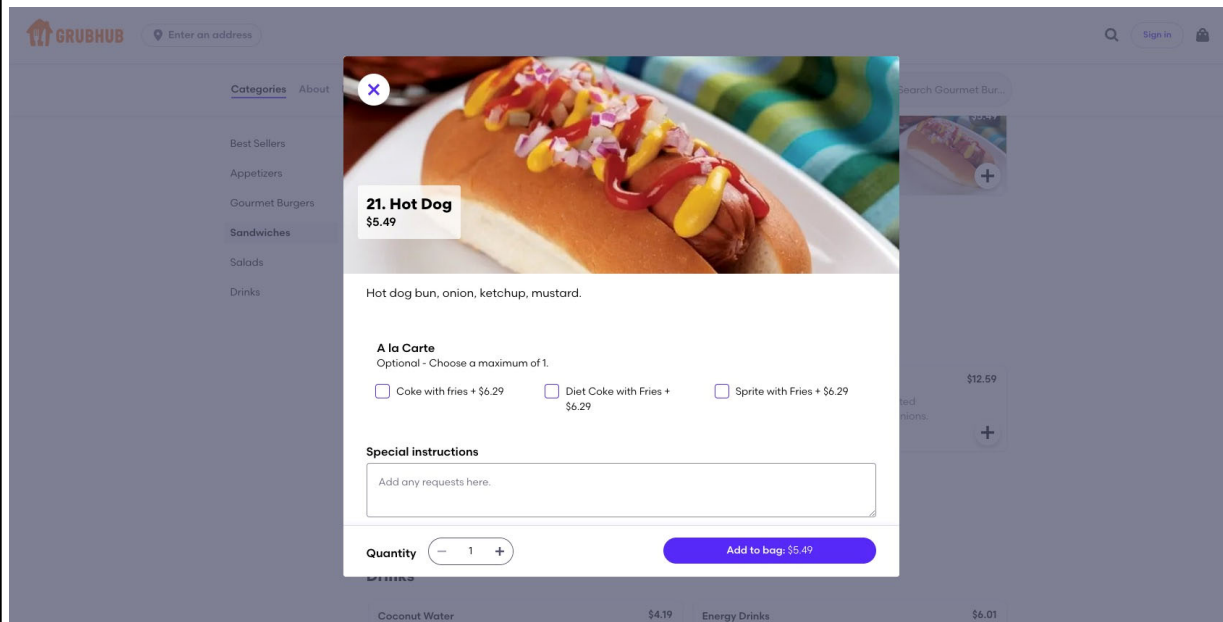 GRUBHUB
Enter an address
Sign in
Categories About
Search Gourmet Bur...
Best Sellers
Appetizers
Gourmet Burgers
Sandwiches
Salads
Drinks
21. Hot Dog
$5.49
Hot dog bun, onion, ketchup, mustard.
A la Carte
Optional - Choose a maximum of 1.
Coke with fries + $6.29
Diet Coke with Fries +
$6.29
Sprite with Fries + $6.29
Special instructions
Add any requests here.
Quantity
1
Add to bag: $5.49
$12.59
Drinks
Coconut Water
$4.19
Energy Drinks
$6.01